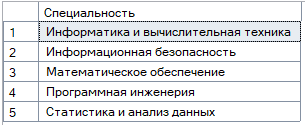 Специальность
1 Информатика и вычислительная техника
2 Информационная безопасность
3 Математическое обеспечение
4 Программная инженерия
5 Статистика и анализ данных